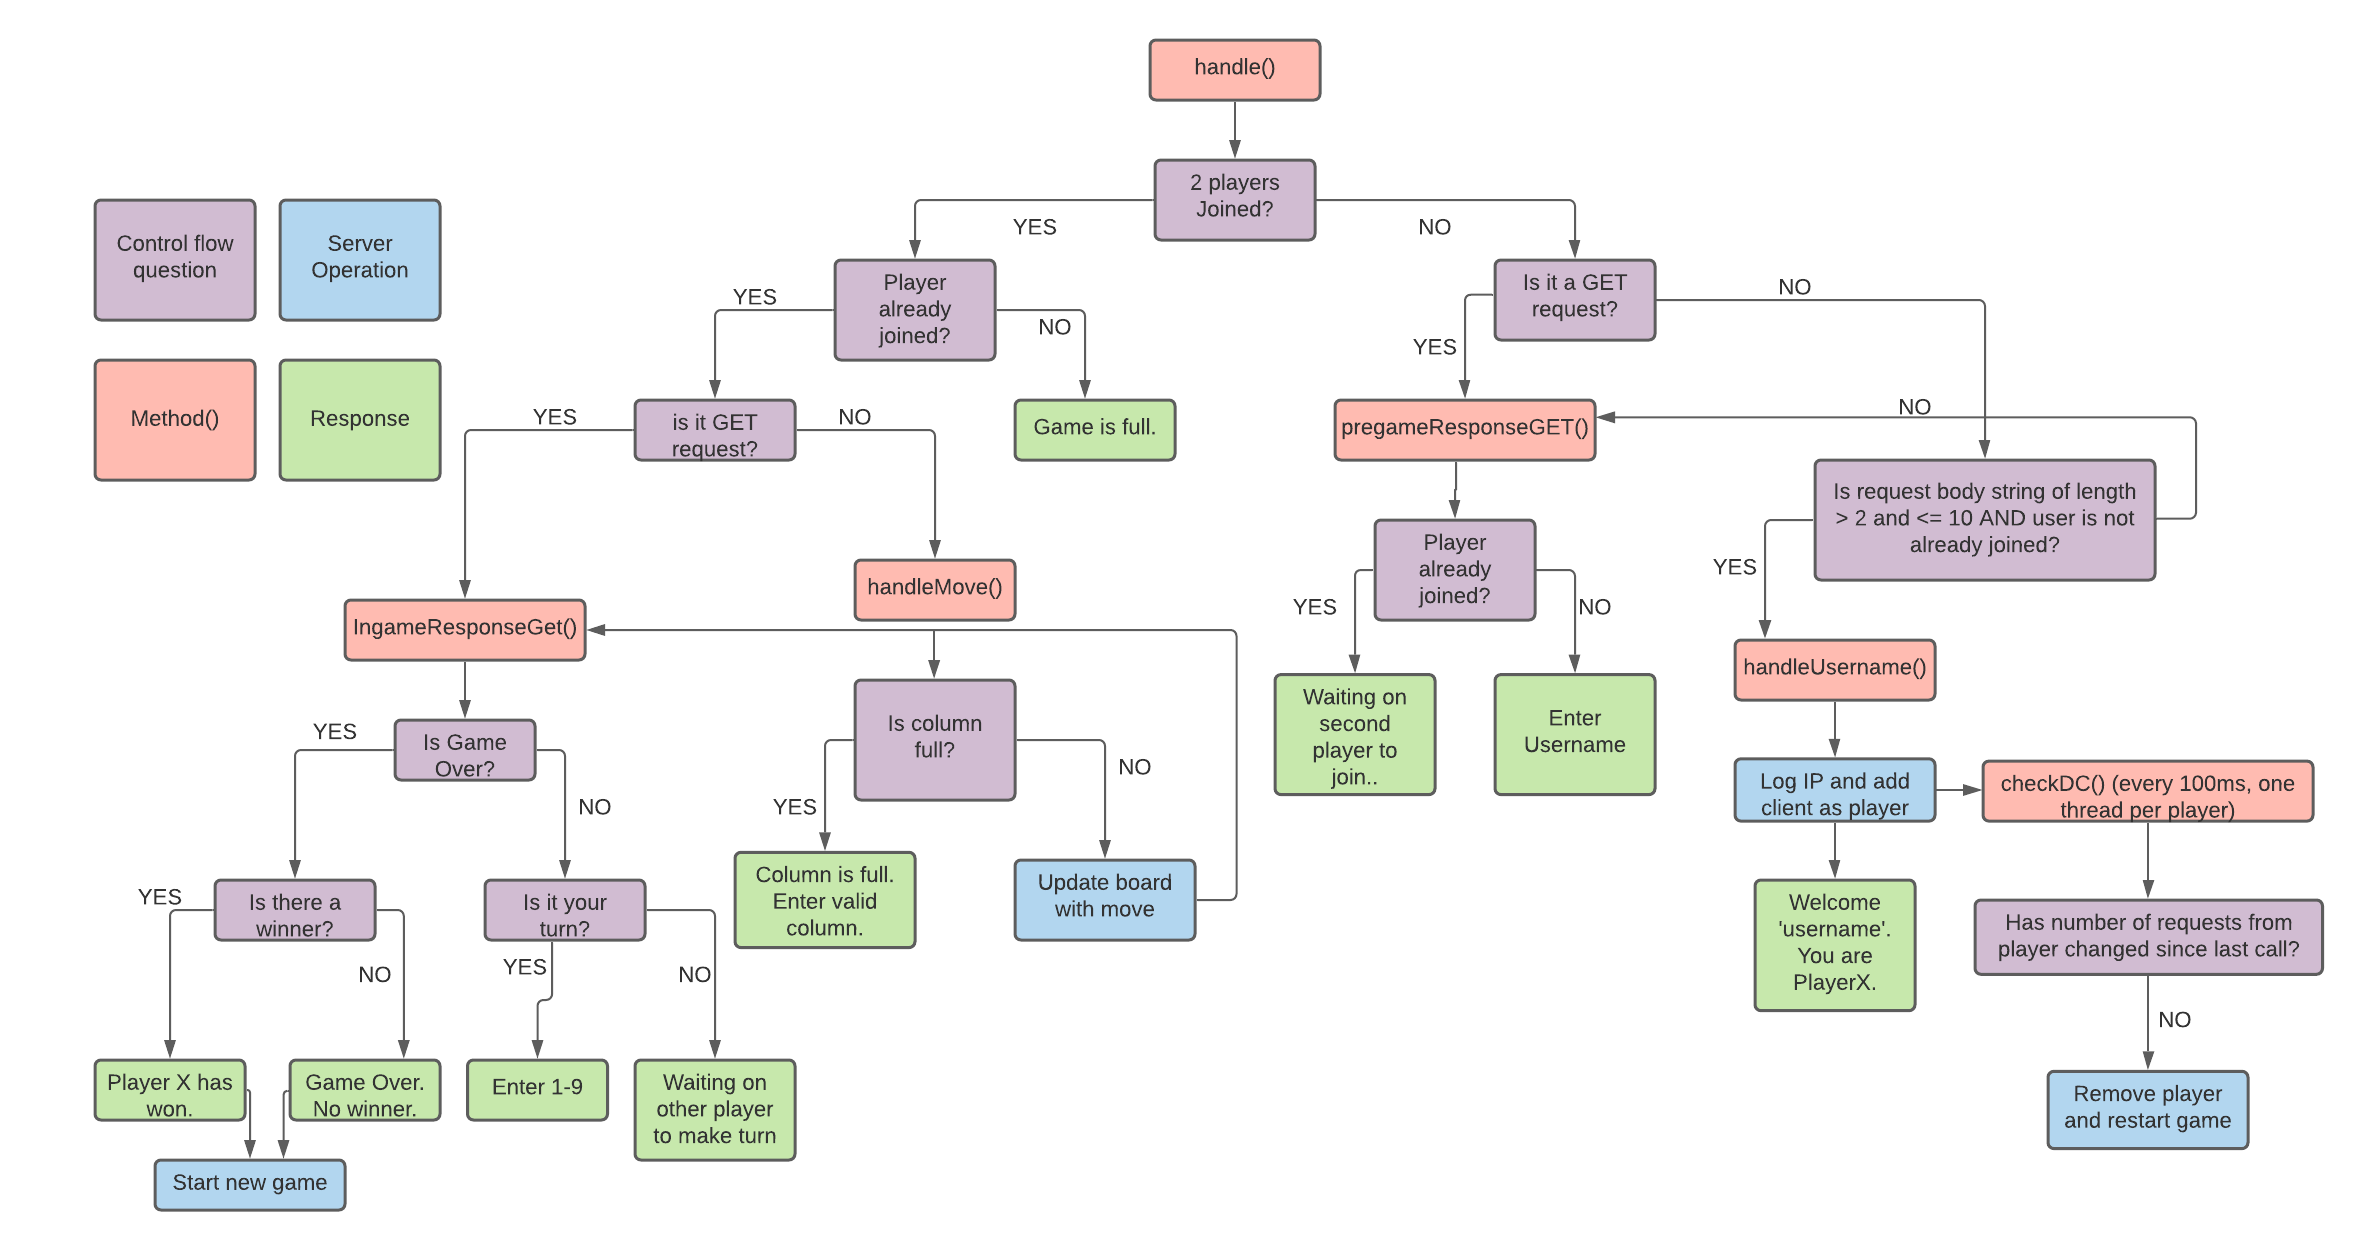 handle()
2 players
Joined?
YES
NO
Control flow
question
Server
Operation
Method()
Response
Player
already
joined?
YES
NO
Is it a GET
request?
NO
YES
is it GET
request?
YES
NO
Game is full.
pregameResponseGET()
NO
Is request body string of length
> 2 and <= 10 AND user is not
already joined?
YES
Player
already
joined?
YES
NO
handleMove()
IngameResponseGet()
handleUsername()
Is Game
Over?
YES
NO
Is column
full?
YES
NO
Waiting on
second
player to
join..
Enter
Username
Log IP and add
client as player
checkDC() (every 100ms, one
thread per player)
Is there a
winner?
YES
NO
Is it your
turn?
YES
NO
Column is full.
Enter valid
column.
Update board
with move
Welcome
'username'.
You are
PlayerX.
Has number of requests from
player changed since last call?
NO
Player X has
won.
Game Over.
No winner.
Enter 1-9
Waiting on
other player
to make turn
Remove player
and restart game
Start new game